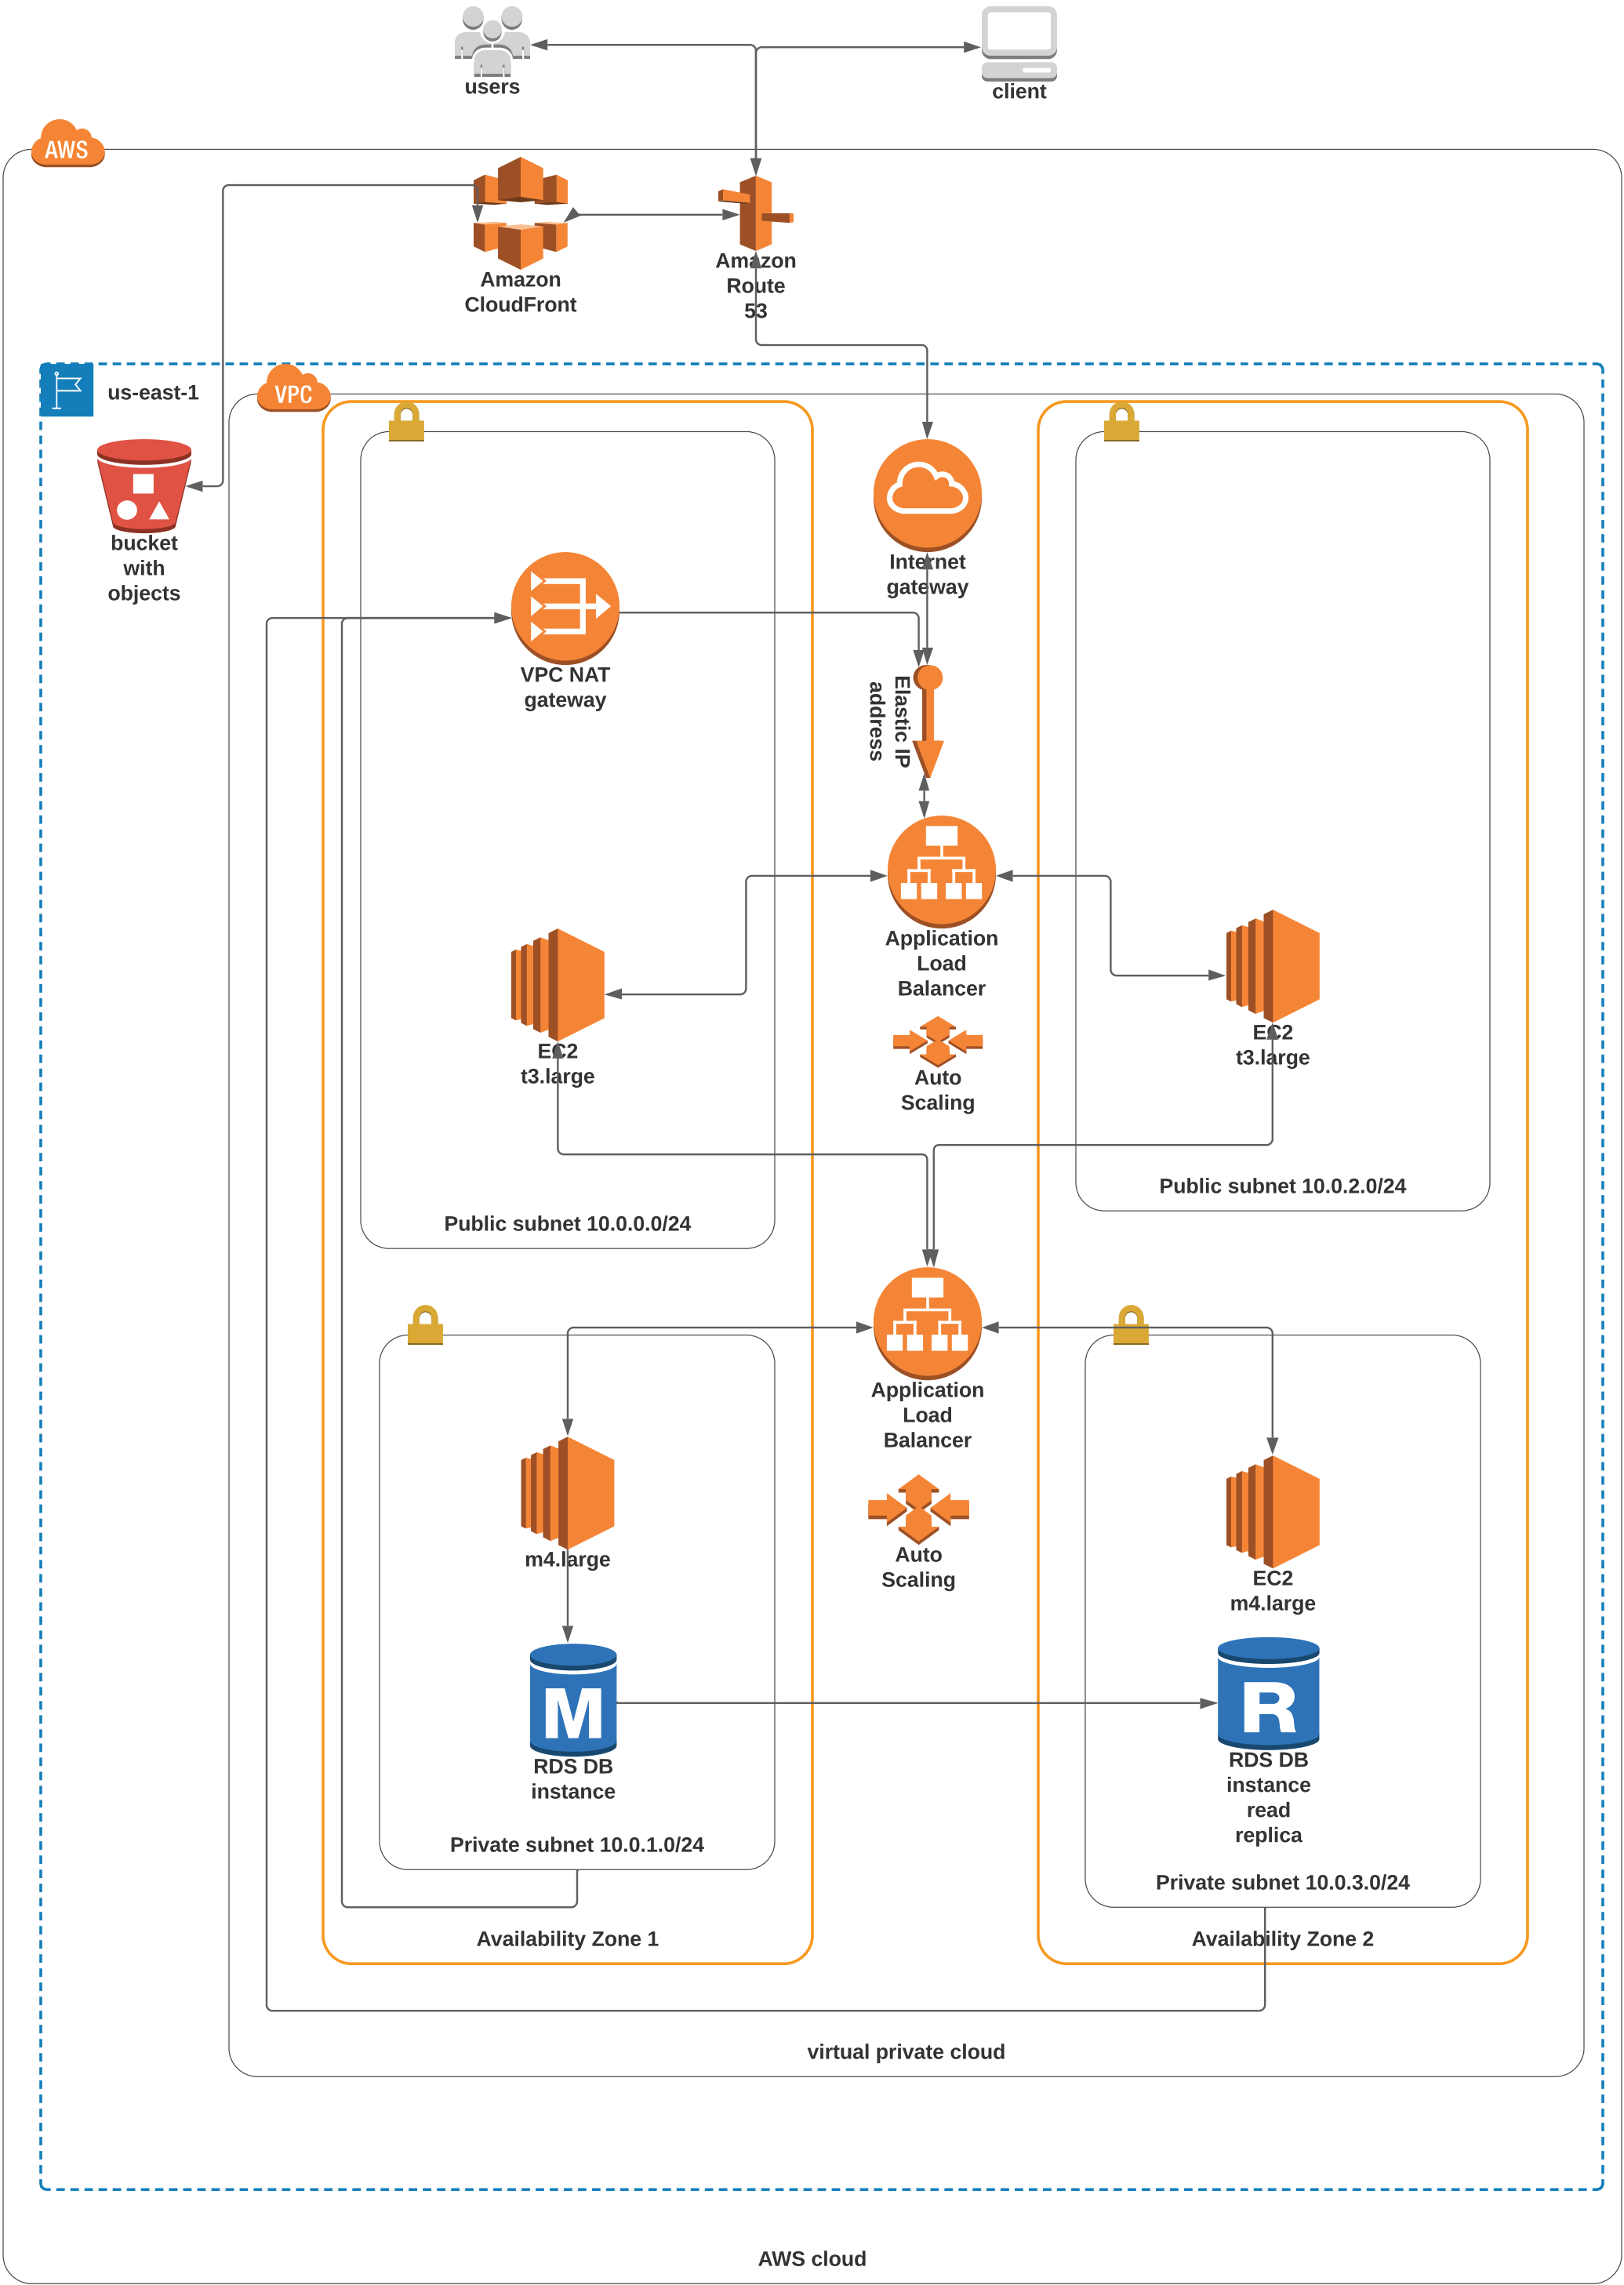 users
client
AWS
Amazon
CloudFront
Amazon
Route
53
us-east-1
VPC
bucket
with
objects
Internet
gateway
VPC NAT
gateway
Elastic IP
address
Application
Load
Balancer
EC2
t3.large
EC2
t3.large
Auto
Scaling
Public subnet 10.0.0.0/24
Public subnet 10.0.2.0/24
Application
Load
Balancer
m4.large
Auto
Scaling
EC2
m4.large
M
RDS DB
instance
R
RDS DB
instance
read
replica
Private subnet 10.0.1.0/24
Private subnet 10.0.3.0/24
Availability Zone 1
Availability Zone 2
virtual private cloud
AWS cloud